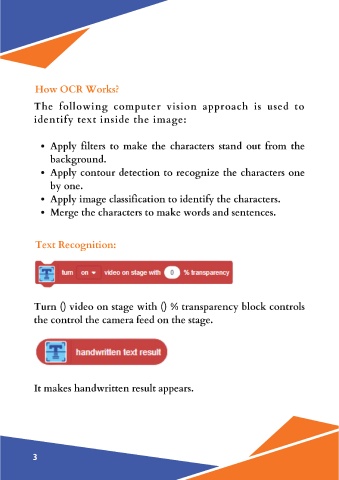 How OCR Works?
The following computer vision approach is used to
identify text inside the image:
• Apply filters to make the characters stand out from the
background.
• Apply contour detection to recognize the characters one
by one.
• Apply image classification to identify the characters.
• Merge the characters to make words and sentences.
Text Recognition:
turn on video on stage with 0 % transparency
Turn () video on stage with () % transparency block controls
the control the camera feed on the stage.
handwritten text result
It makes handwritten result appears.
3